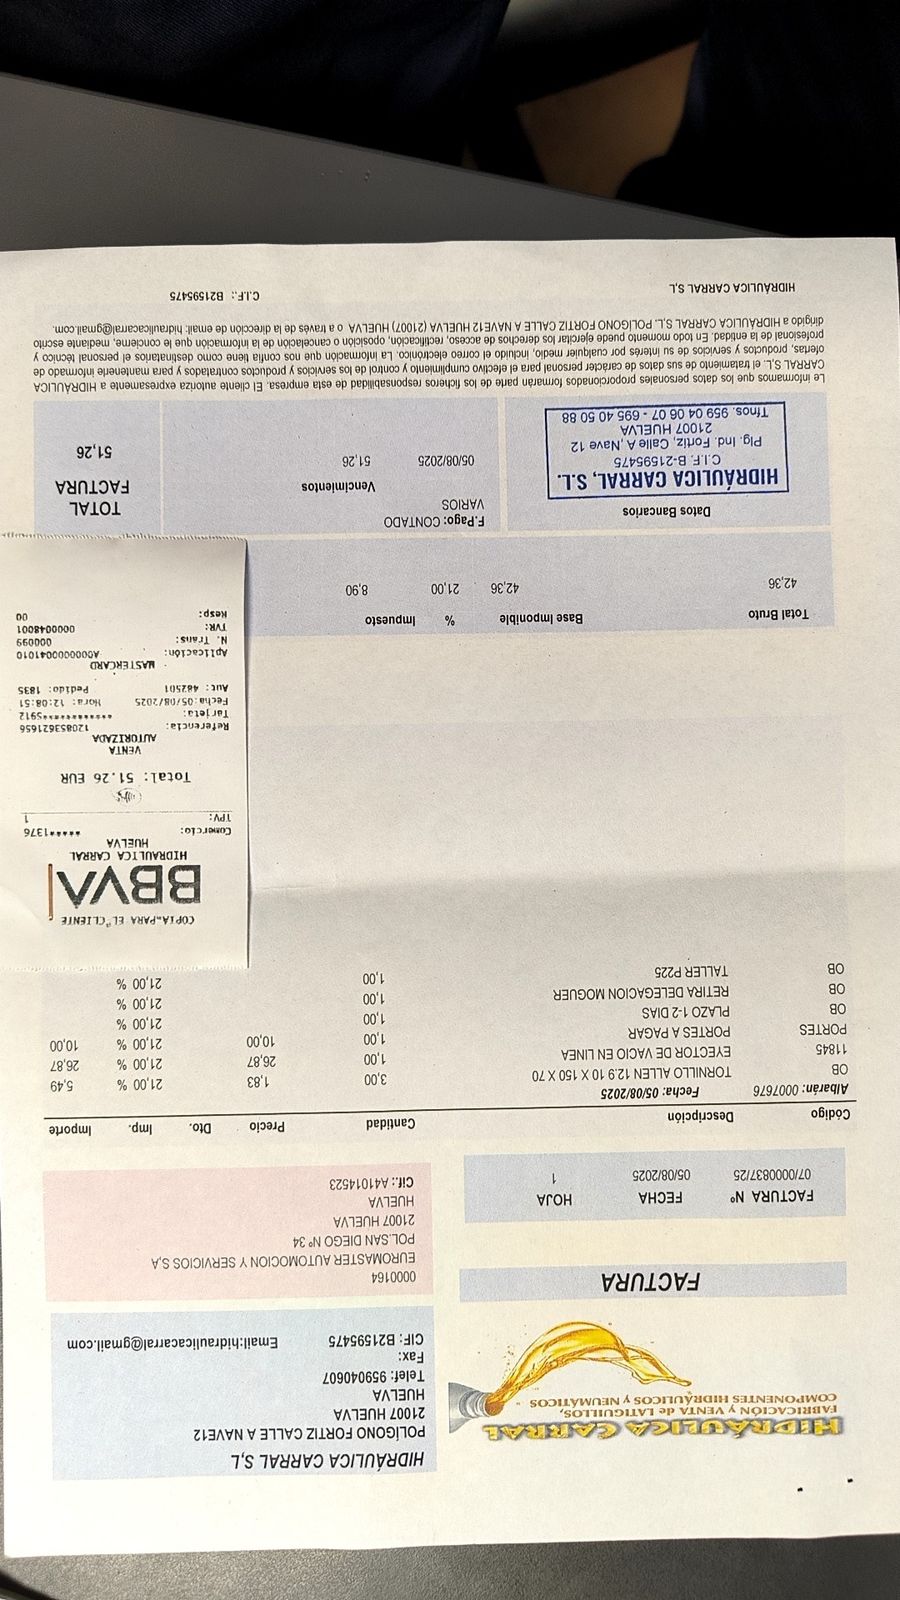 HIDRÁULICA CARRAL
FABRICACIÓN y VENTA de LATIGUILLOS,
COMPONENTES HIDRÁULICOS y NEUMÁTICOS
HIDRÁULICA CARRAL S,L
POLÍGONO FORTIZ CALLE A NAVE12
21007 HUELVA
HUELVA
Telef: 959040607
Fax:
CIF: B21595475 Email:hidraulicacarral@gmail.com
FACTURA
0000164
EUROMASTER AUTOMOCION Y SERVICIOS S,A
POL.SAN DIEGO Nº 34
21007 HUELVA
HUELVA
Cif.: A41014523
FACTURA Nº FECHA HOJA
07/0000837/25 05/08/2025 1
Código Descripción Cantidad Precio Dto. Imp. Importe
Albarán: 0007676 Fecha: 05/08/2025
OB TORNILLO ALLEN 12.9 10 X 150 X 70 3,00 1,83 21,00 % 5,49
11845 EYECTOR DE VACIO EN LINEA 1,00 26,87 21,00 % 26,87
PORTES PORTES A PAGAR 1,00 10,00 21,00 % 10,00
OB PLAZO 1-2 DIAS 1,00 21,00 %
OB RETIRA DELEGACION MOGUER 1,00 21,00 %
OB TALLER P225 1,00 21,00 %
COPIA PARA EL CLIENTE
BBVA
HIDRAULICA CARRAL
HUELVA
Comercio: *****1376
TPV: 1
Total: 51.26 EUR
VENTA
AUTORIZADA
Referencia: 120853621656
Tarjeta: ************5912
Fecha:05/08/2025 Hora: 12:08:51
Aut: 482501 Pedido: 1835
MASTERCARD
Aplicación: A0000000041010
N. Trans: 000099
TVR: 0000048001
Resp: 00
Total Bruto Base Imponible % Impuesto
42,36 42,36 21,00 8,90
Datos Bancarios
HIDRÁULICA CARRAL, S.L.
C.I.F. B-21595475
Plg. Ind. Fortiz, Calle A ,Nave 12
21007 HUELVA
Tfnos. 959 04 06 07 - 695 40 50 88
F.Pago: CONTADO
VARIOS
Vencimientos
05/08/2025 51,26
TOTAL
FACTURA
51,26
Le informamos que los datos personales proporcionados formarán parte de los ficheros responsabilidad de esta empresa. El cliente autoriza expresamente a HIDRÁULICA
CARRAL S,L. el tratamiento de sus datos de carácter personal para el efectivo cumplimiento y control de los servicios y productos contratados y para mantenerle informado de
ofertas, productos y servicios de su interés por cualquier medio, incluido el correo electrónico. La información que nos confía tiene como destinatarios el personal técnico y
profesional de la entidad. En todo momento puede ejercitar los derechos de acceso, rectificación, oposición o cancelación de la información que le concierne, mediante escrito
dirigido a HIDRÁULICA CARRAL S,L. POLÍGONO FORTIZ CALLE A NAVE12 HUELVA (21007) HUELVA o a través de la dirección de email: hidraulicacarral@gmail.com.
HIDRÁULICA CARRAL S,L C.I.F.: B21595475